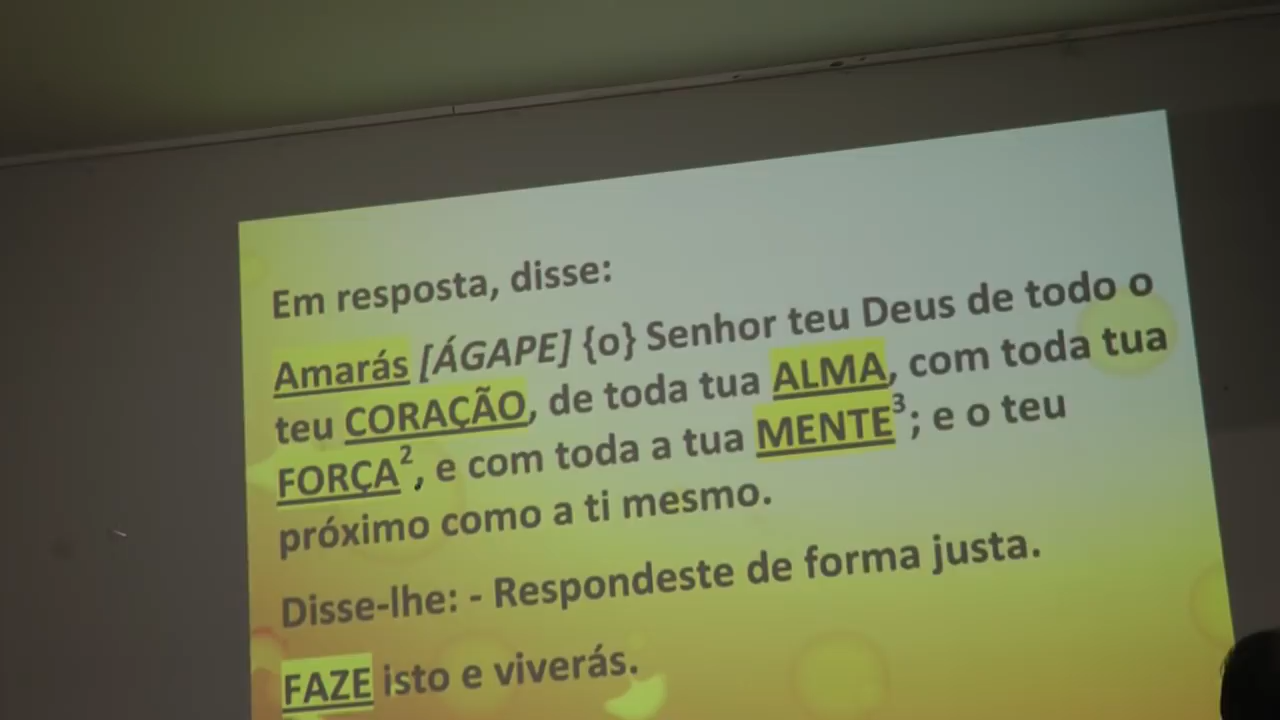 Em resposta, disse:
Amarás [ÁGAPE] {o} Senhor teu Deus de todo o
teu CORAÇÃO, de toda tua ALMA, com toda tua
FORÇA², e com toda a tua MENTE³; e o teu
próximo como a ti mesmo.
Disse-lhe: - Respondeste de forma justa.
FAZE isto e viverás.